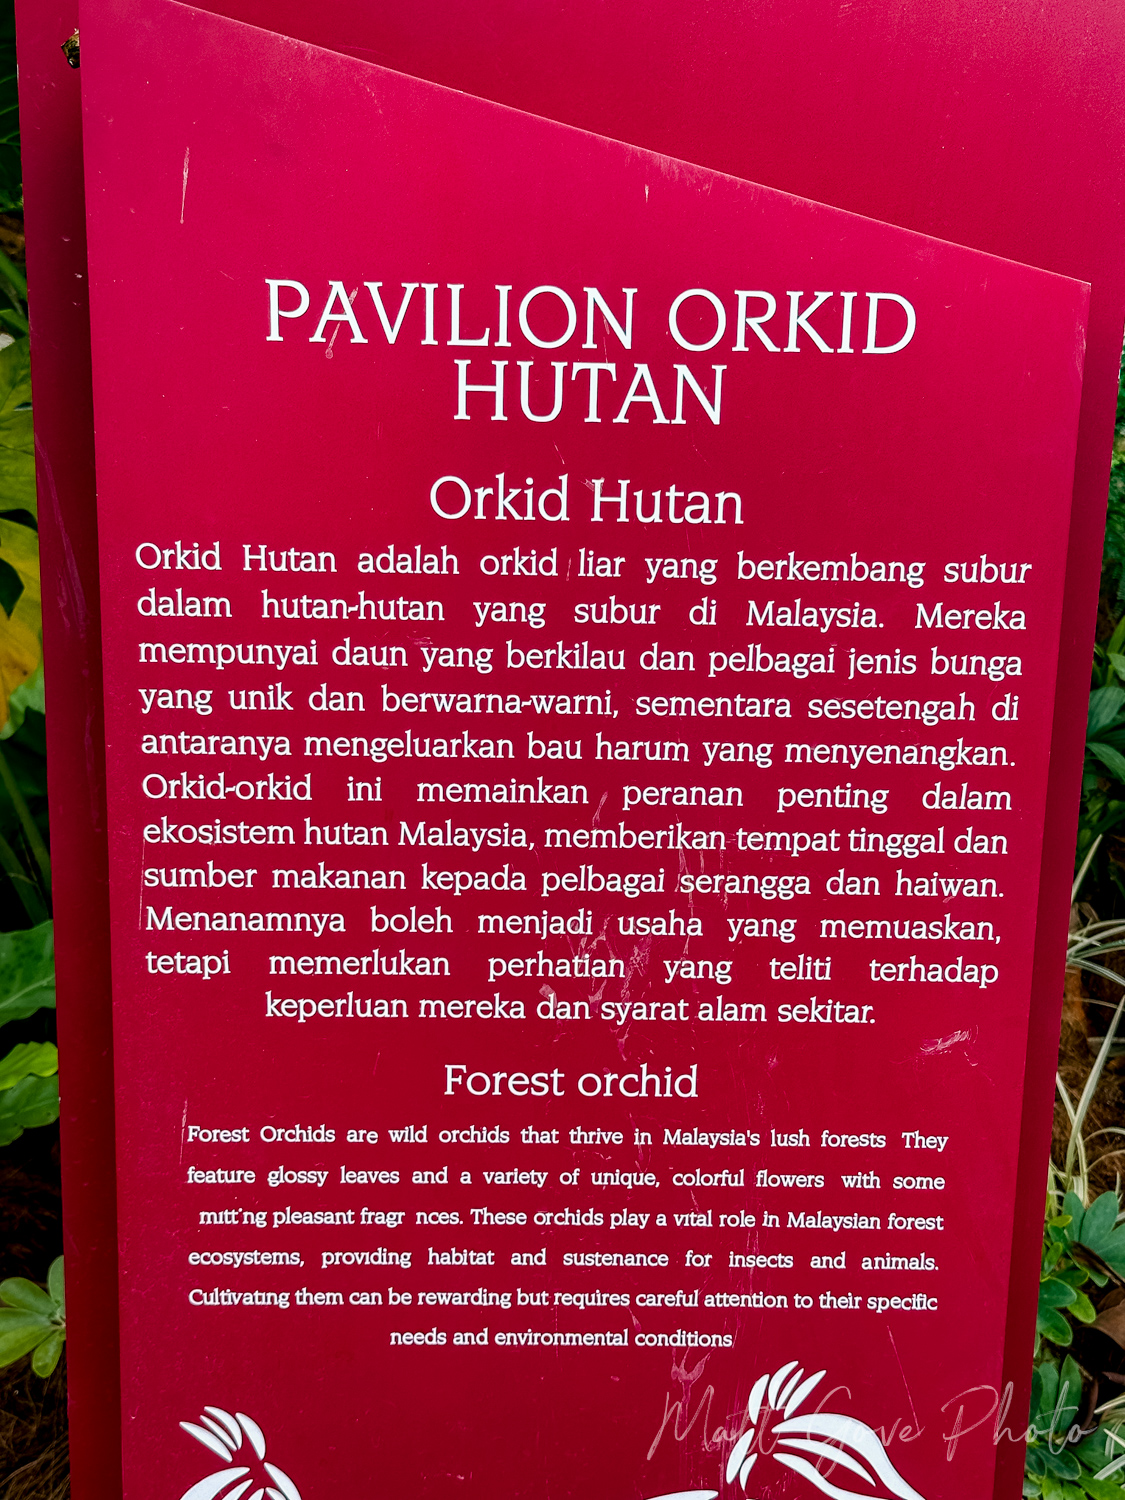 PAVILION ORKID
HUTAN
Orkid Hutan
Orkid Hutan adalah orkid liar yang berkembang subur
dalam hutan-hutan yang subur di Malaysia. Mereka
mempunyai daun yang berkilau dan pelbagai jenis bunga
yang unik dan berwarna-warni, sementara sesetengah di
antaranya mengeluarkan bau harum yang menyenangkan.
Orkid-orkid ini memainkan peranan penting dalam
ekosistem hutan Malaysia, memberikan tempat tinggal dan
sumber makanan kepada pelbagai serangga dan haiwan.
Menanamnya boleh menjadi usaha yang memuaskan,
tetapi memerlukan perhatian yang teliti terhadap
keperluan mereka dan syarat alam sekitar.
Forest orchid
Forest Orchids are wild orchids that thrive in Malaysia's lush forests They
feature glossy leaves and a variety of unique, colorful flowers with some
mitt'ng pleasant fragr nces. These orchids play a vital role in Malaysian forest
ecosystems, providing habitat and sustenance for insects and animals.
Cultivating them can be rewarding but requires careful attention to their specific
needs and environmental conditions
Matt Gove Photo